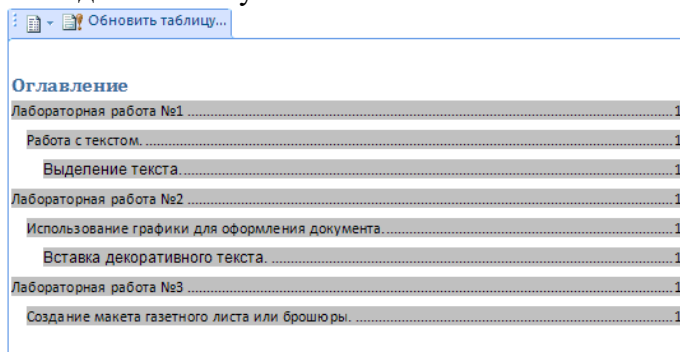 Обновить таблицу...
Оглавление
Лабораторная работа №1 ........ 1
Работа с текстом. ........ 1
Выделение текста. ........ 1
Лабораторная работа №2 ........ 1
Использование графики для оформления документа. ........ 1
Вставка декоративного текста. ........ 1
Лабораторная работа №3 ........ 1
Создание макета газетного листа или брошюры. ........ 1